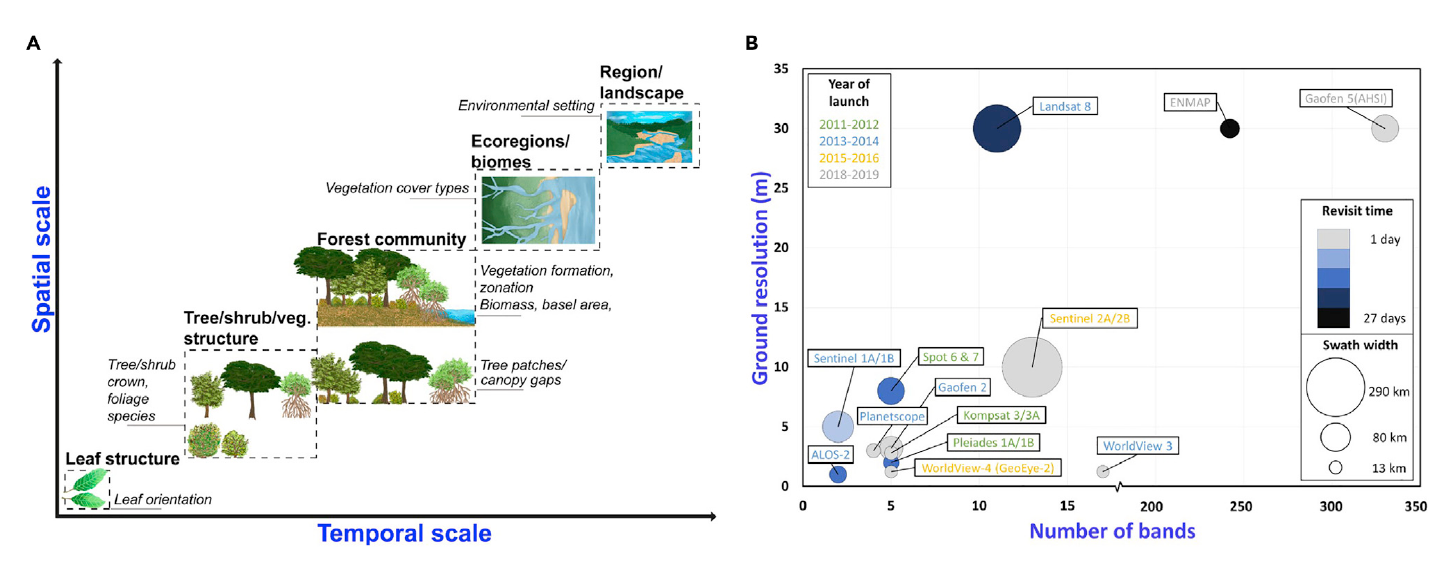 A
Spatial scale
Temporal scale
Region/
landscape
Environmental setting
Ecoregions/
biomes
Vegetation cover types
Forest community
Vegetation formation,
zonation
Biomass, basel area,
Tree/shrub/veg.
structure
Tree/shrub
crown,
foliage
species
Tree patches/
canopy gaps
Leaf structure
Leaf orientation
B
Ground resolution (m)
35
30
25
20
15
10
5
0
Year of
launch
2011-2012
2013-2014
2015-2016
2018-2019
Landsat 8
ENMAP
Gaofen 5(AHSI)
Revisit time
1 day
27 days
Swath width
290 km
80 km
13 km
Sentinel 2A/2B
Sentinel 1A/1B
Spot 6 & 7
Gaofen 2
Planetscope
Kompsat 3/3A
Pleiades 1A/1B
ALOS-2
WorldView-4 (GeoEye-2)
WorldView 3
0 5 10 15 200 250 300 350
Number of bands